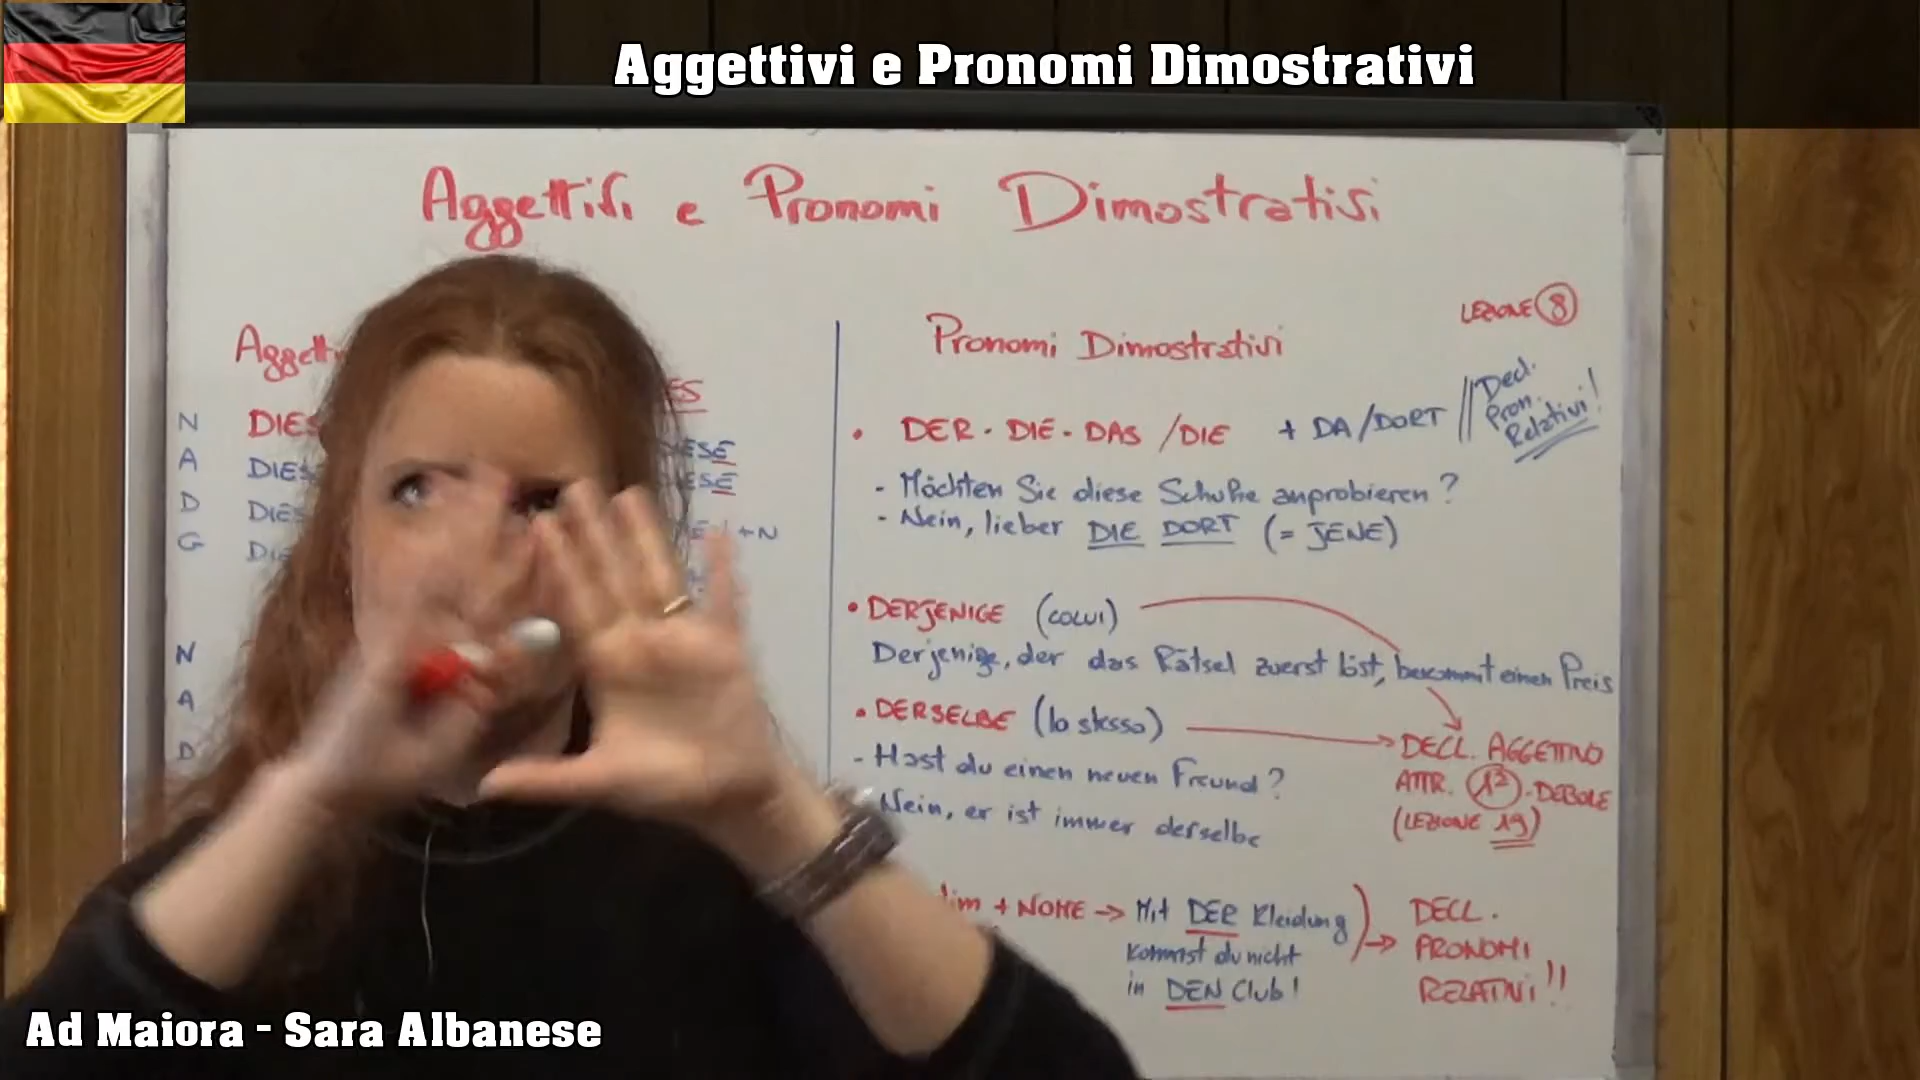 Aggettivi e Pronomi Dimostrativi
Aggettivi e Pronomi Dimostrativi
N
A
D
G
N
A
D
+N
Pronomi Dimostrativi
LEZIONE 8
• DER - DIE - DAS / DIE + DA/DORT
Decl.
Pron.
Relativi!
- Möchten Sie diese Schuhe anprobieren?
- Nein, lieber DIE DORT (= JENE)
• DERJENIGE (COLUI)
Derjenige, der das Rätsel zuerst löst, bekommt einen Preis
• DERSELBE (lo stesso)
DECL. AGGETTIVO
ATTR. 1ª - DEBOLE
(LEZIONE 19)
- Hast du einen neuen Freund?
Nein, er ist immer derselbe
+ NOME → Mit DER Kleidung
kommst du nicht
in DEN Club!
→ DECL.
PRONOMI
RELATIVI!!
Ad Maiora - Sara Albanese